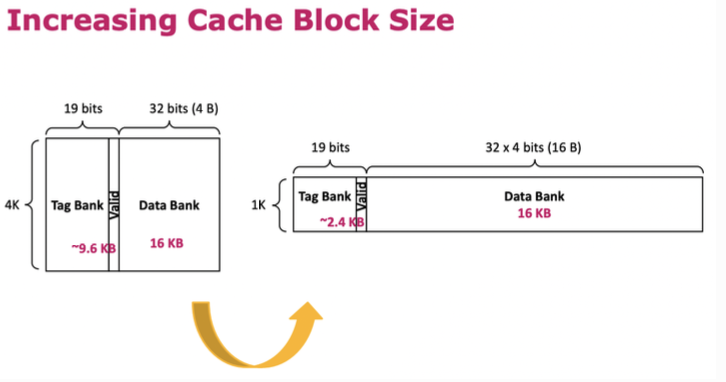 Increasing Cache Block Size
19 bits
32 bits (4 B)
4K
Tag Bank
Valid
Data Bank
~9.6 KB
16 KB
19 bits
32 x 4 bits (16 B)
1K
Tag Bank
Valid
Data Bank
~2.4 KB
16 KB